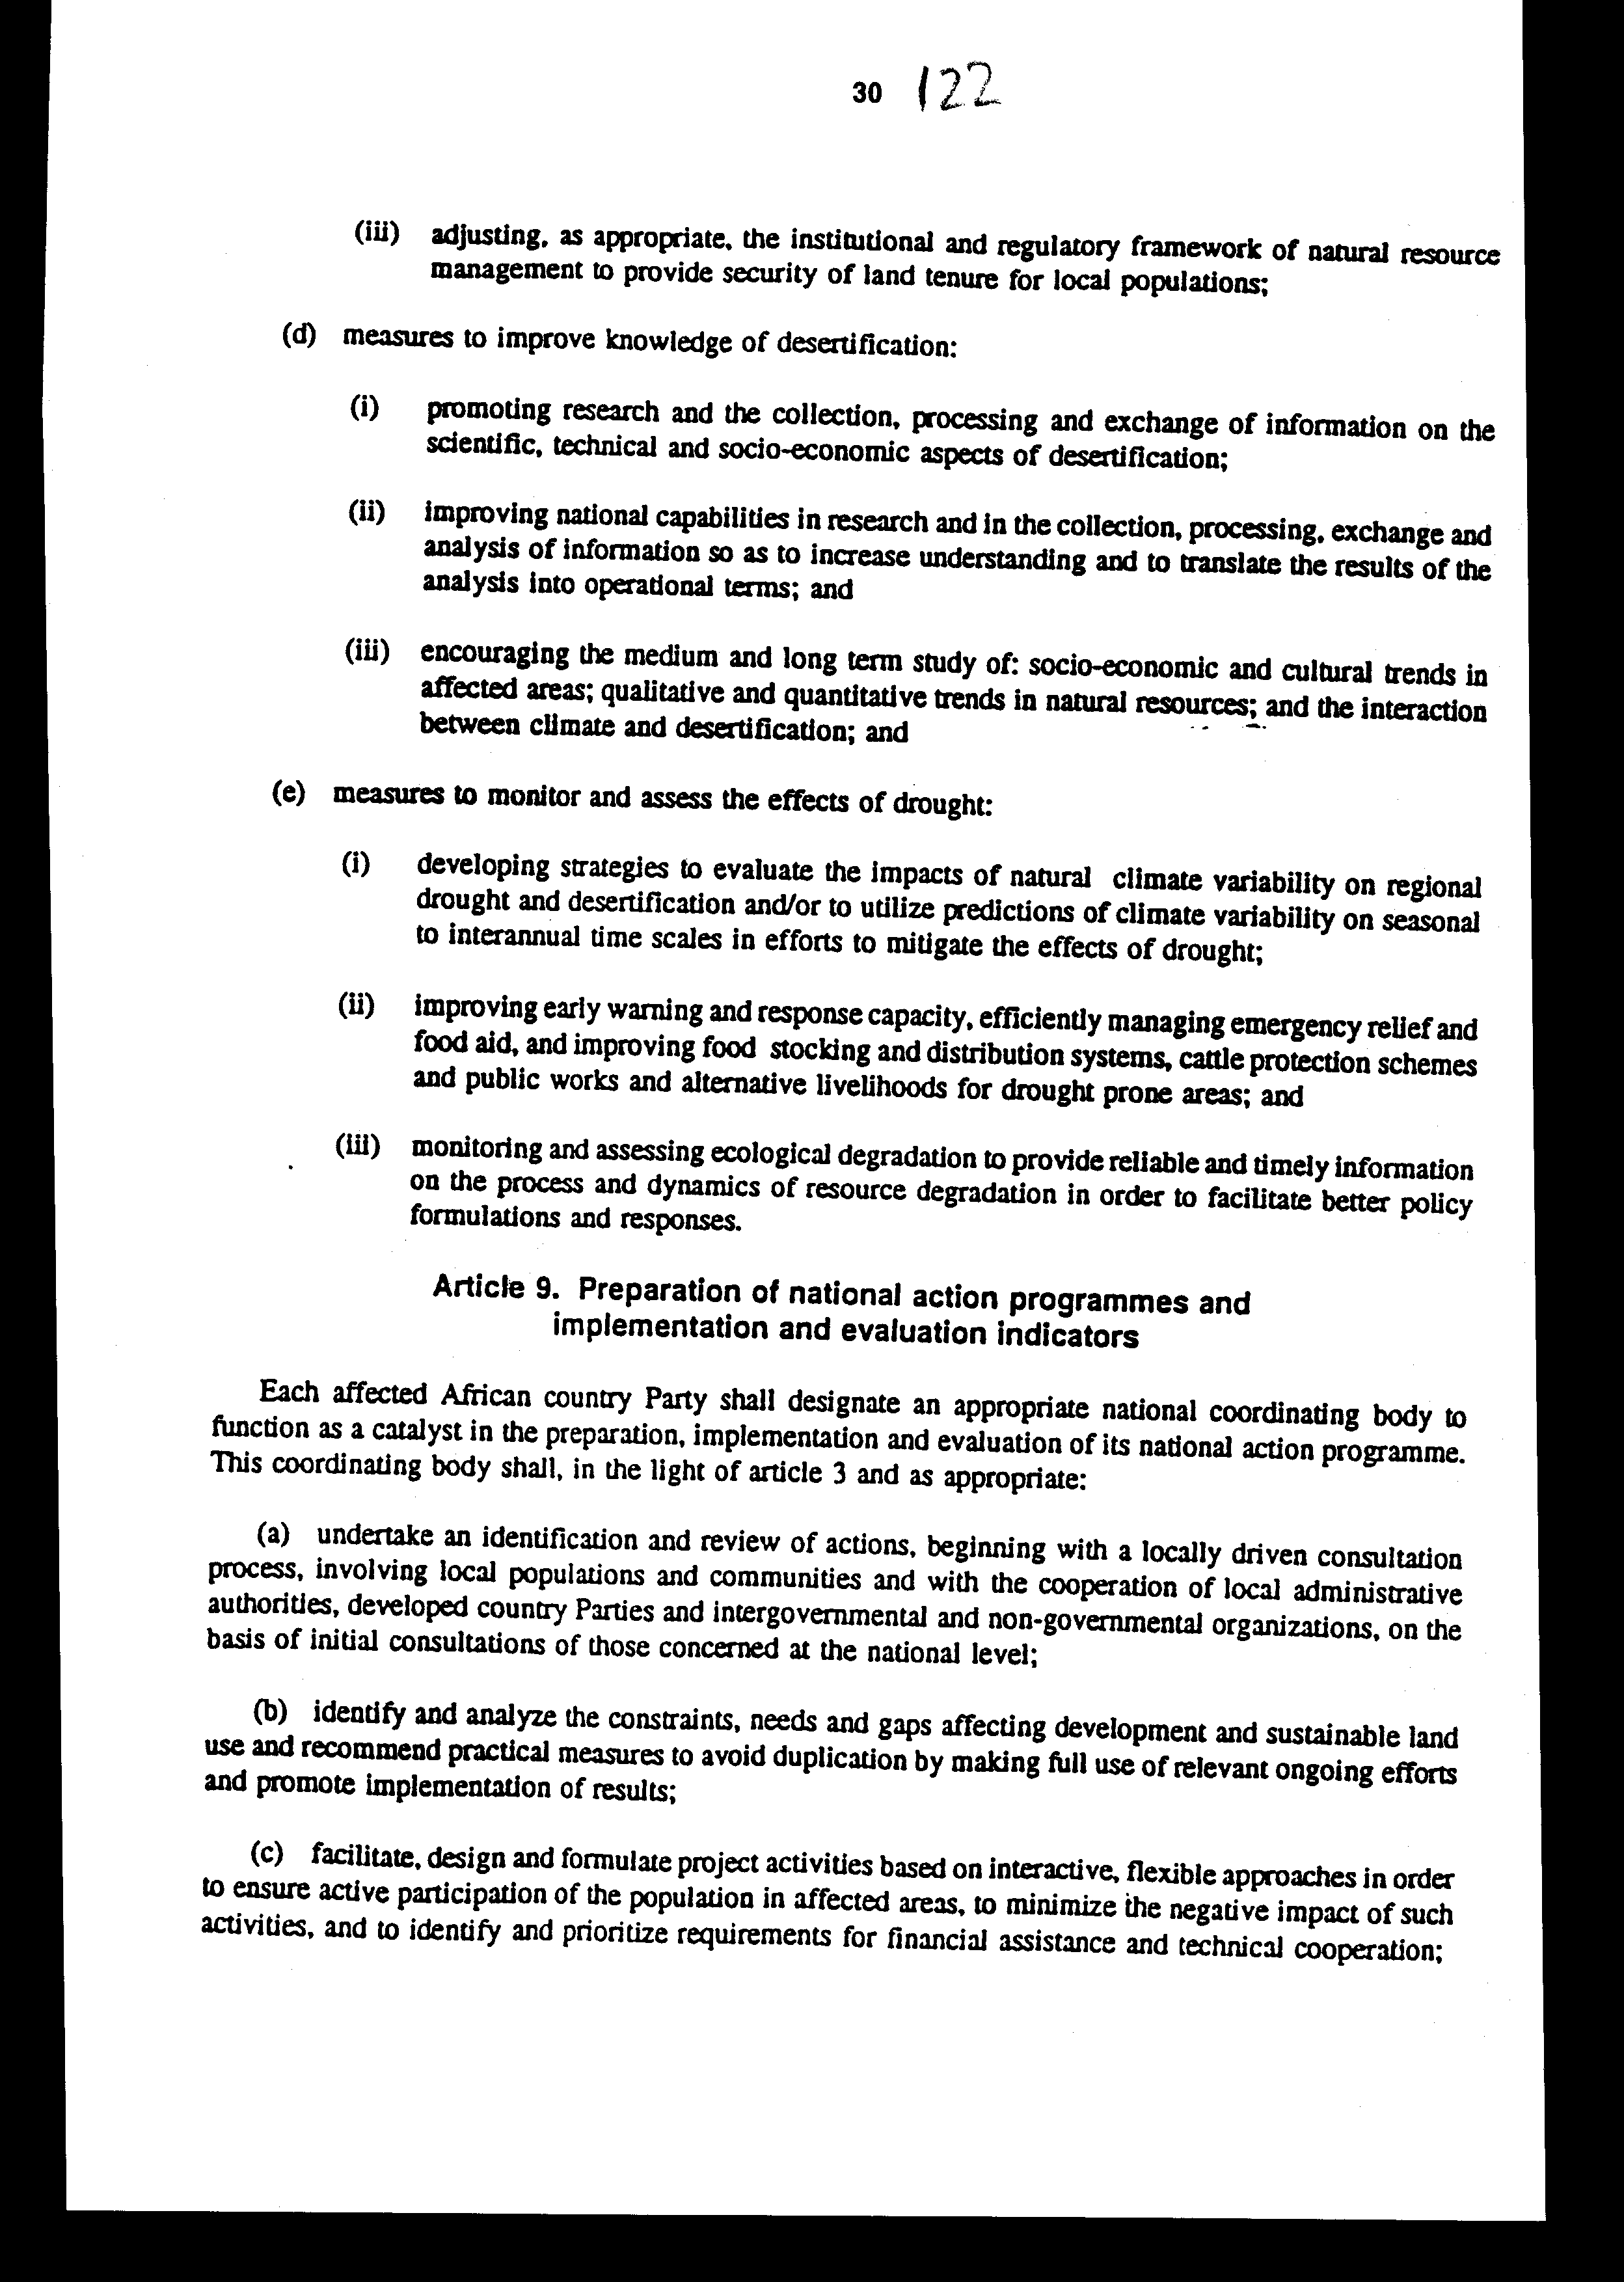 30 122
(iii) adjusting, as appropriate, the institutional and regulatory framework of natural resource
management to provide security of land tenure for local populations;
(d) measures to improve knowledge of desertification:
(i) promoting research and the collection, processing and exchange of information on the
scientific, technical and socio-economic aspects of desertification;
(ii) improving national capabilities in research and in the collection, processing, exchange and
analysis of information so as to increase understanding and to translate the results of the
analysis into operational terms; and
(iii) encouraging the medium and long term study of: socio-economic and cultural trends in
affected areas; qualitative and quantitative trends in natural resources; and the interaction
between climate and desertification; and
(e) measures to monitor and assess the effects of drought:
(i) developing strategies to evaluate the impacts of natural climate variability on regional
drought and desertification and/or to utilize predictions of climate variability on seasonal
to interannual time scales in efforts to mitigate the effects of drought;
(ii) improving early warning and response capacity, efficiently managing emergency relief and
food aid, and improving food stocking and distribution systems, cattle protection schemes
and public works and alternative livelihoods for drought prone areas; and
(iii) monitoring and assessing ecological degradation to provide reliable and timely information
on the process and dynamics of resource degradation in order to facilitate better policy
formulations and responses.
Article 9. Preparation of national action programmes and
implementation and evaluation indicators
Each affected African country Party shall designate an appropriate national coordinating body to
function as a catalyst in the preparation, implementation and evaluation of its national action programme.
This coordinating body shall, in the light of article 3 and as appropriate:
(a) undertake an identification and review of actions, beginning with a locally driven consultation
process, involving local populations and communities and with the cooperation of local administrative
authorities, developed country Parties and intergovernmental and non-governmental organizations, on the
basis of initial consultations of those concerned at the national level;
(b) identify and analyze the constraints, needs and gaps affecting development and sustainable land
use and recommend practical measures to avoid duplication by making full use of relevant ongoing efforts
and promote implementation of results;
(c) facilitate, design and formulate project activities based on interactive, flexible approaches in order
to ensure active participation of the population in affected areas, to minimize the negative impact of such
activities, and to identify and prioritize requirements for financial assistance and technical cooperation;